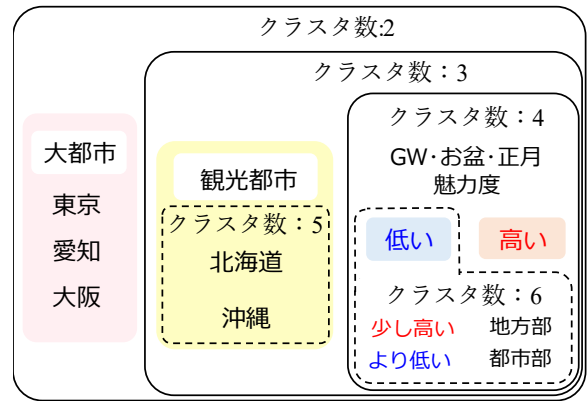 クラスタ数:2
クラスタ数：3
クラスタ数：4
大都市
東京
愛知
大阪
観光都市
クラスタ数：5
北海道
沖縄
GW･お盆･正月
魅力度
低い
高い
クラスタ数：6
少し高い 地方部
より低い 都市部